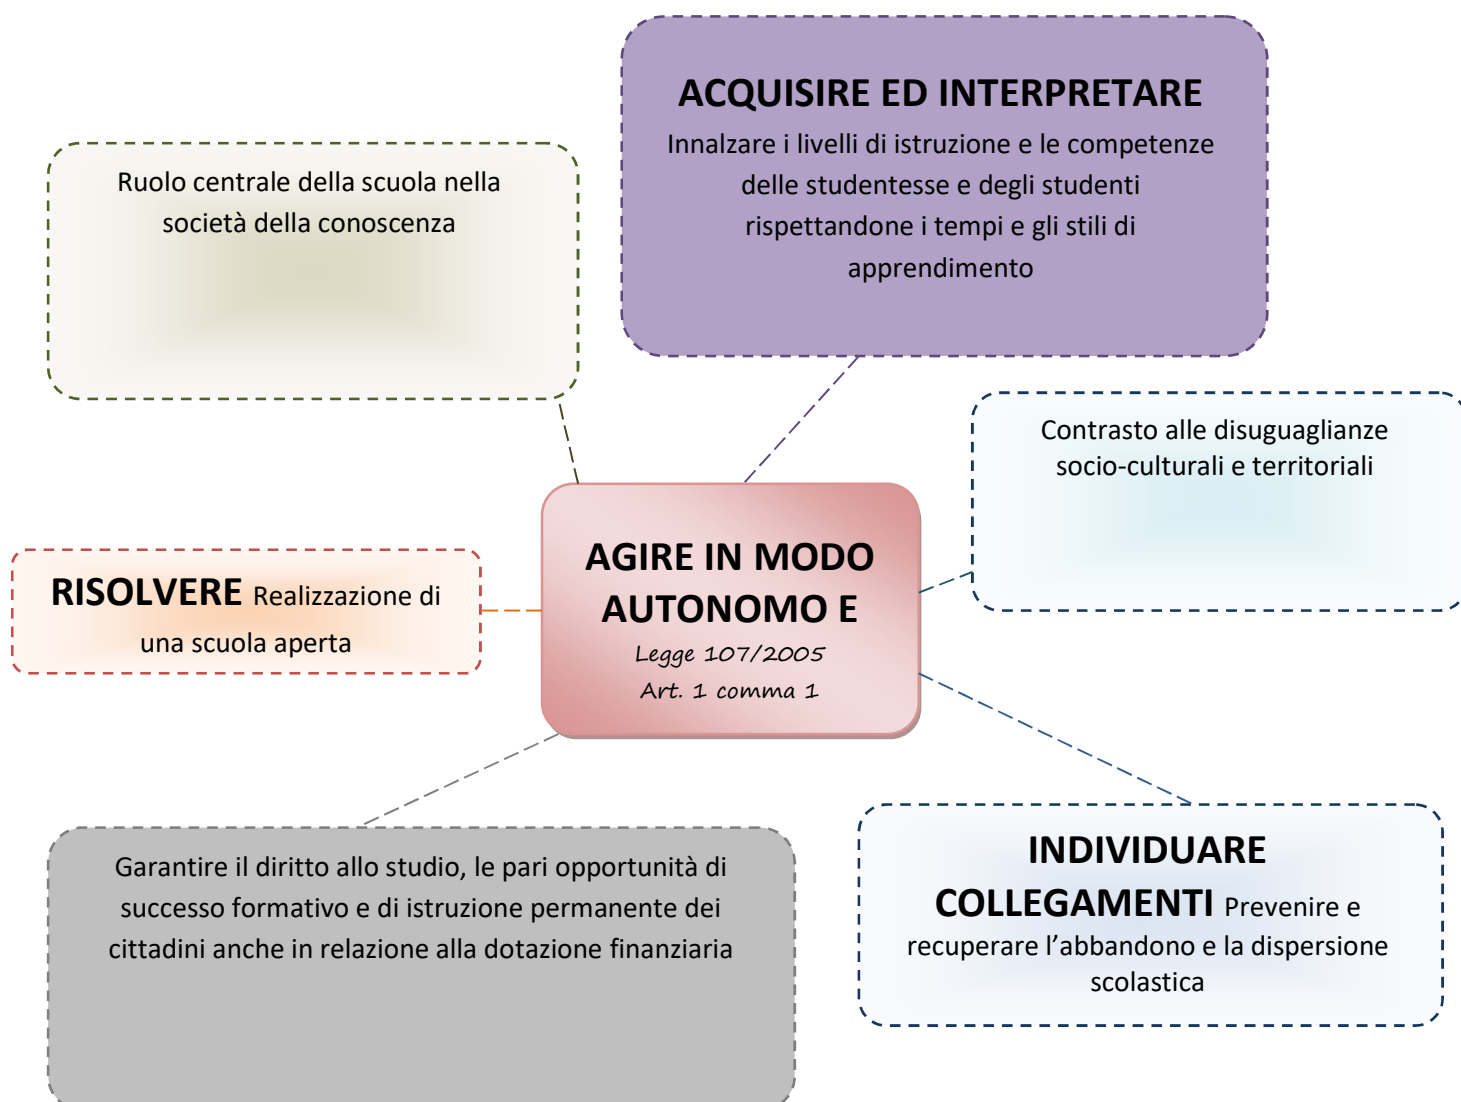 ACQUISIRE ED INTERPRETARE
Innalzare i livelli di istruzione e le competenze
delle studentesse e degli studenti
rispettandone i tempi e gli stili di
apprendimento
Ruolo centrale della scuola nella
società della conoscenza
Contrasto alle disuguaglianze
socio-culturali e territoriali
AGIRE IN MODO
AUTONOMO E
Legge 107/2005
Art. 1 comma 1
RISOLVERE Realizzazione di
una scuola aperta
Garantire il diritto allo studio, le pari opportunità di
successo formativo e di istruzione permanente dei
cittadini anche in relazione alla dotazione finanziaria
INDIVIDUARE
COLLEGAMENTI Prevenire e
recuperare l’abbandono e la dispersione
scolastica